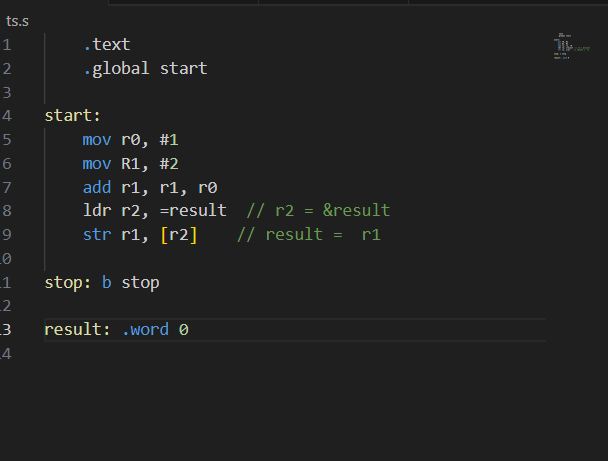 ts.s
1 .text
2 .global start
3
4 start:
5 mov r0, #1
6 mov R1, #2
7 add r1, r1, r0
8 ldr r2, =result // r2 = &result
9 str r1, [r2] // result = r1
0
1 stop: b stop
2
3 result: .word 0
4